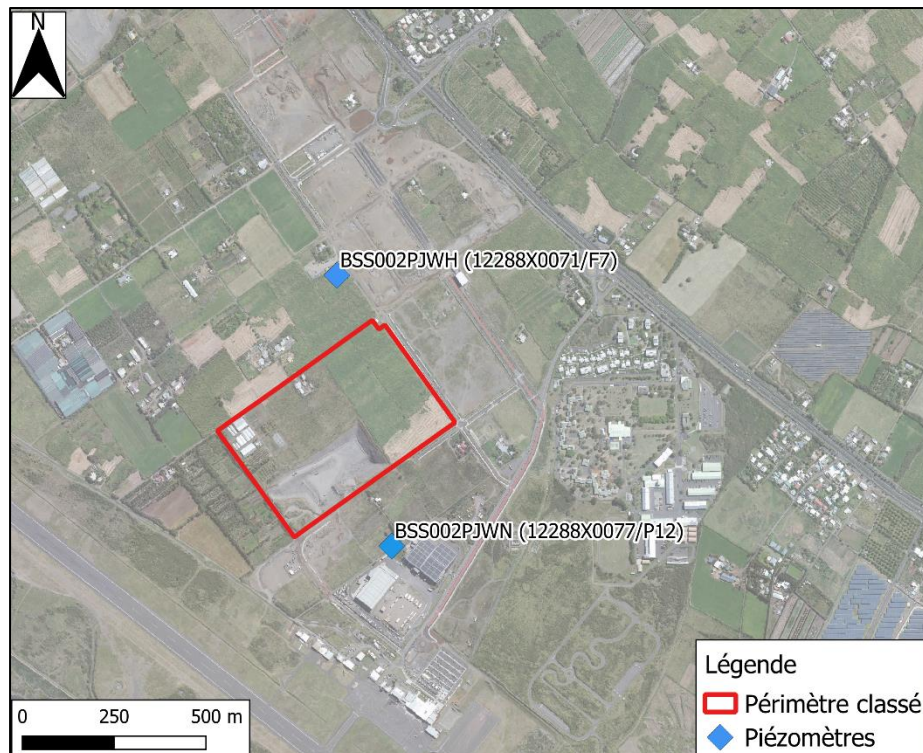 N
BSS002PJWH (12288X0071/F7)
BSS002PJWN (12288X0077/P12)
Légende
Périmètre classé
Piézomètres
0 250 500 m